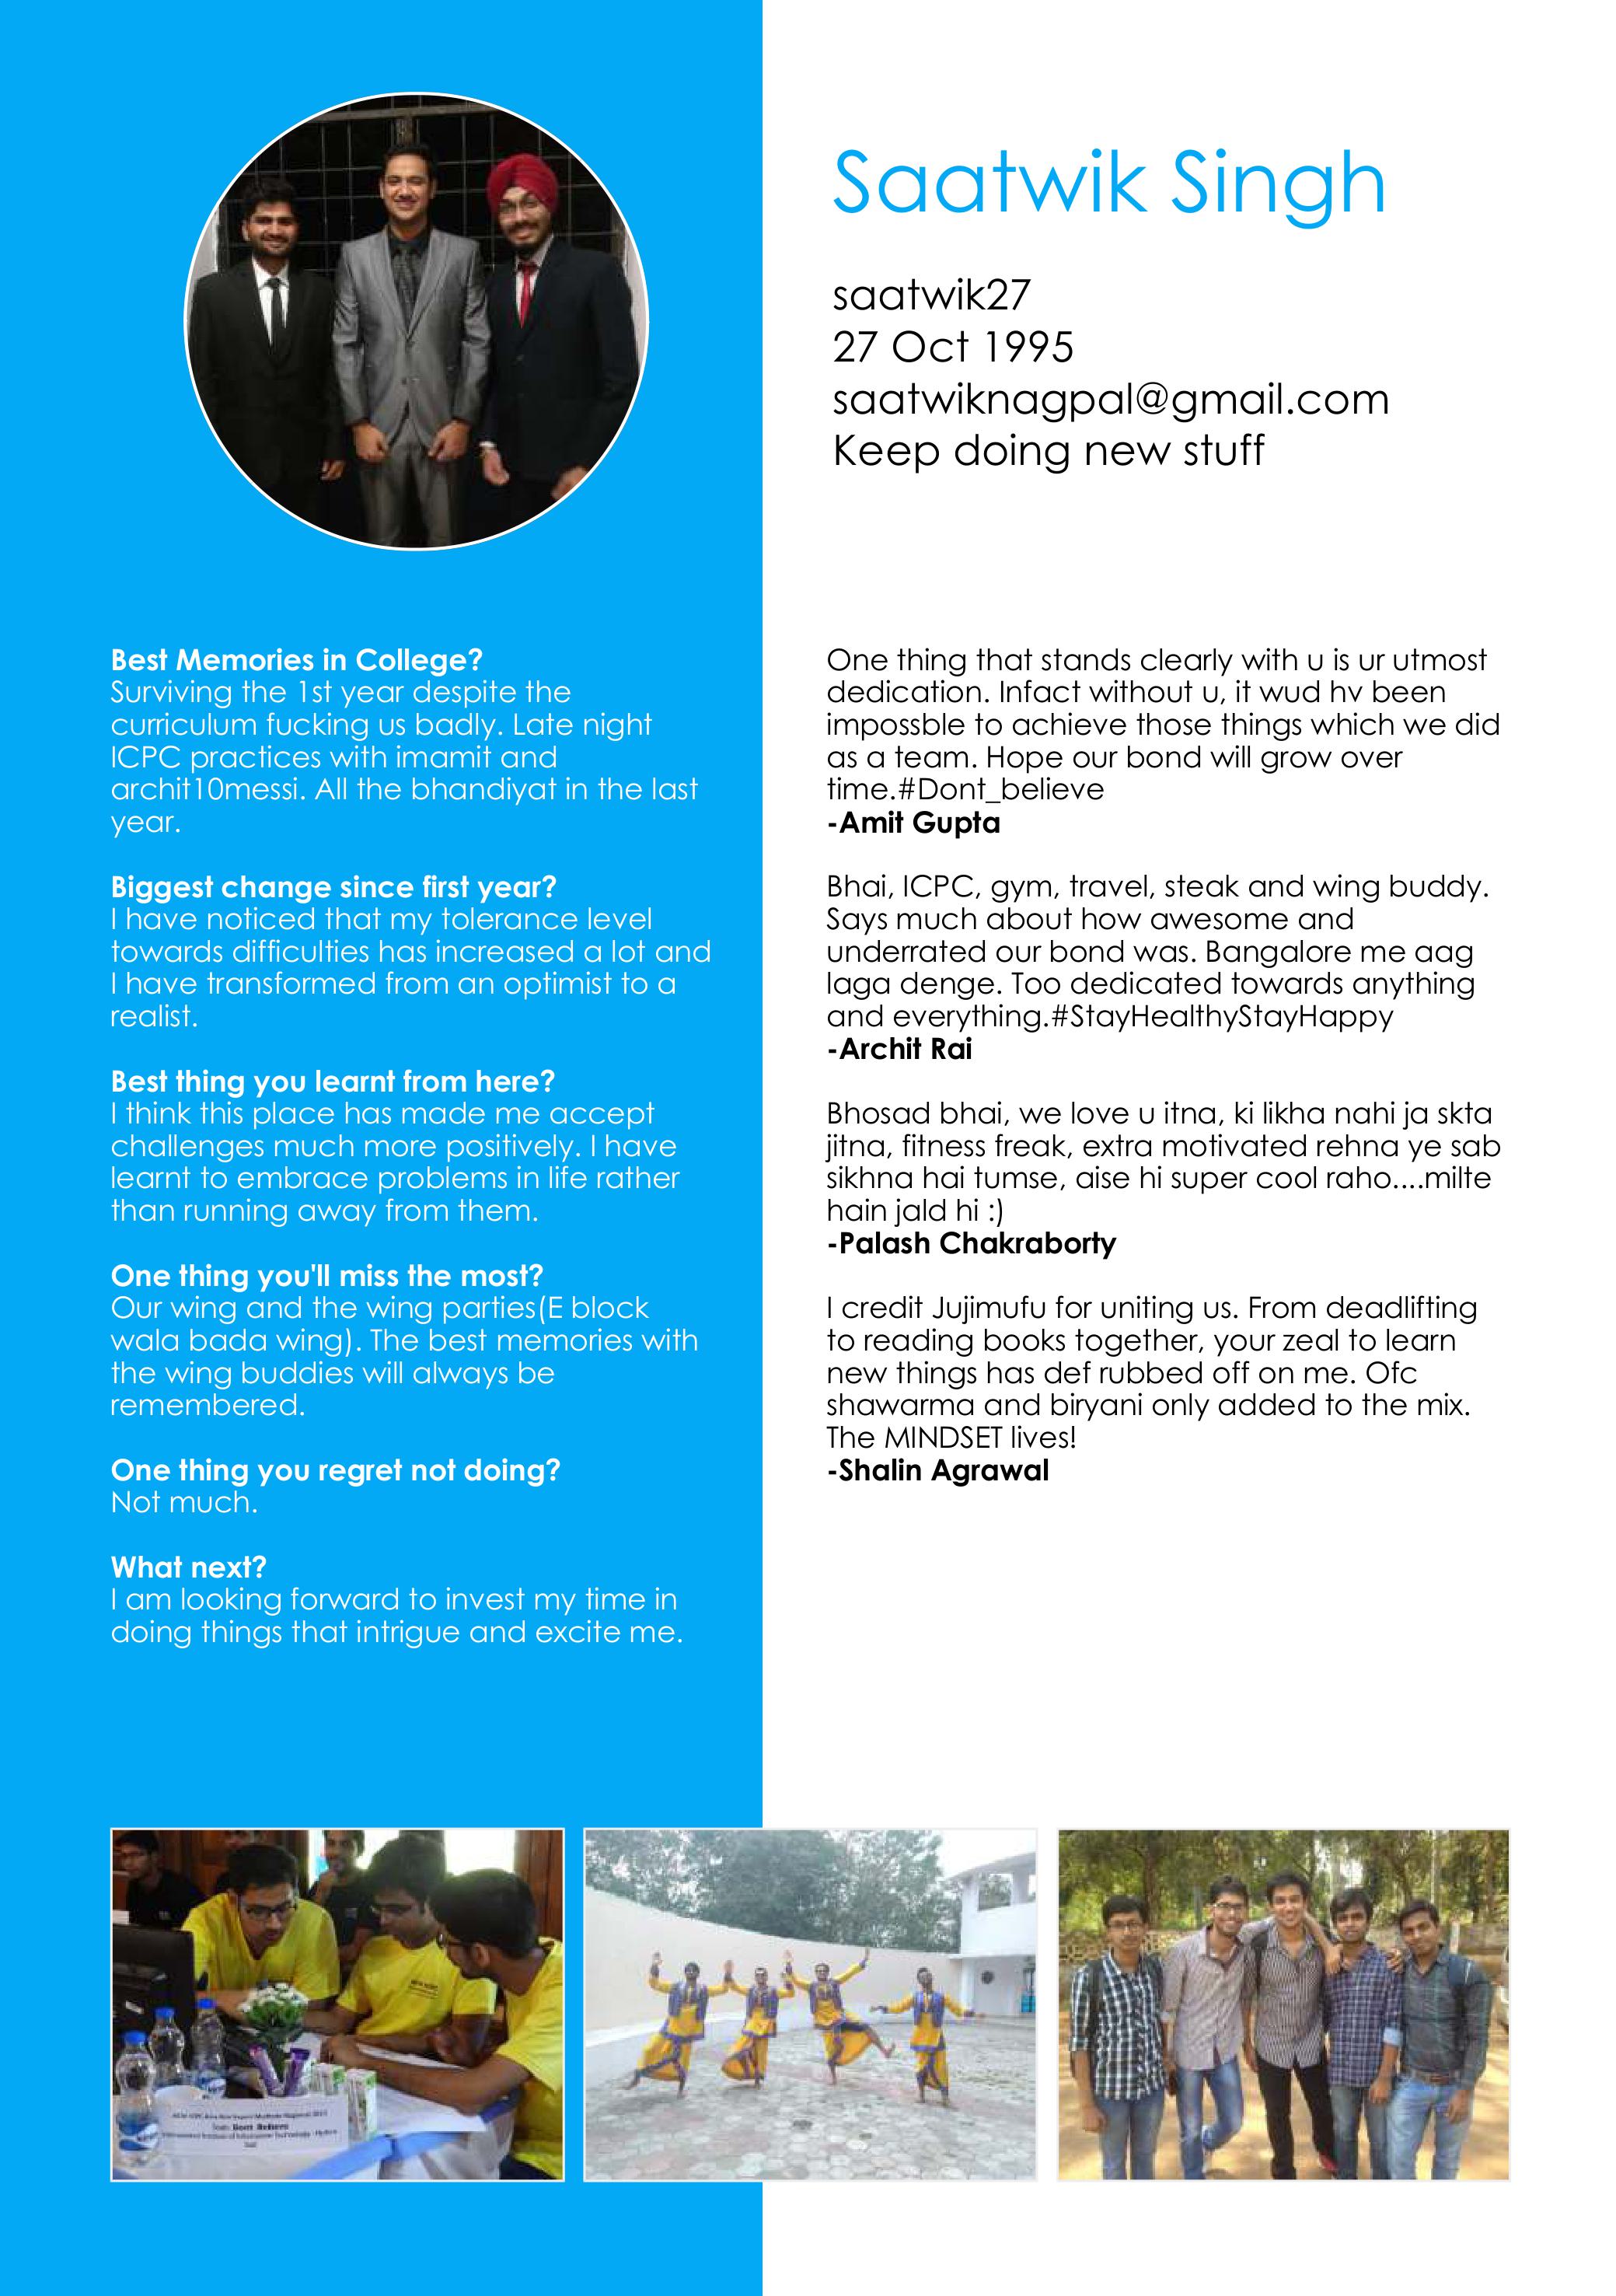 Saatwik Singh
saatwik27
27 Oct 1995
saatwiknagpal@gmail.com
Keep doing new stuff
Best Memories in College?
Surviving the 1st year despite the
curriculum fucking us badly. Late night
ICPC practices with imamit and
archit10messi. All the bhandiyat in the last
year.
Biggest change since first year?
I have noticed that my tolerance level
towards difficulties has increased a lot and
I have transformed from an optimist to a
realist.
Best thing you learnt from here?
I think this place has made me accept
challenges much more positively. I have
learnt to embrace problems in life rather
than running away from them.
One thing you'll miss the most?
Our wing and the wing parties(E block
wala bada wing). The best memories with
the wing buddies will always be
remembered.
One thing you regret not doing?
Not much.
What next?
I am looking forward to invest my time in
doing things that intrigue and excite me.
One thing that stands clearly with u is ur utmost
dedication. Infact without u, it wud hv been
impossble to achieve those things which we did
as a team. Hope our bond will grow over
time.#Dont_believe
-Amit Gupta
Bhai, ICPC, gym, travel, steak and wing buddy.
Says much about how awesome and
underrated our bond was. Bangalore me aag
laga denge. Too dedicated towards anything
and everything.#StayHealthyStayHappy
-Archit Rai
Bhosad bhai, we love u itna, ki likha nahi ja skta
jitna, fitness freak, extra motivated rehna ye sab
sikhna hai tumse, aise hi super cool raho....milte
hain jald hi :)
-Palash Chakraborty
I credit Jujimufu for uniting us. From deadlifting
to reading books together, your zeal to learn
new things has def rubbed off on me. Ofc
shawarma and biryani only added to the mix.
The MINDSET lives!
-Shalin Agrawal